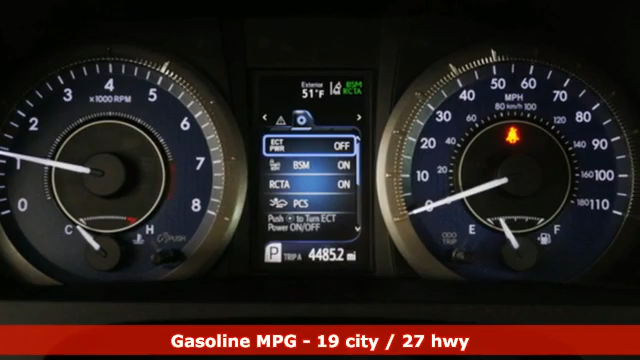 4
3
5
x1000 RPM
2
6
1
7
0
8
C
H
PUSH
Exterior
51°F
BSM
RCTA
ECT
PWR
OFF
BSM
ON
RCTA
ON
PCS
Push to Turn ECT
Power ON/OFF
P
TRIP A
4485.2 mi
50
60
40
70
MPH
80 km/h 100
30
80
20
90
10
100
0
180
110
ODO
TRIP
E
F
Gasoline MPG - 19 city / 27 hwy